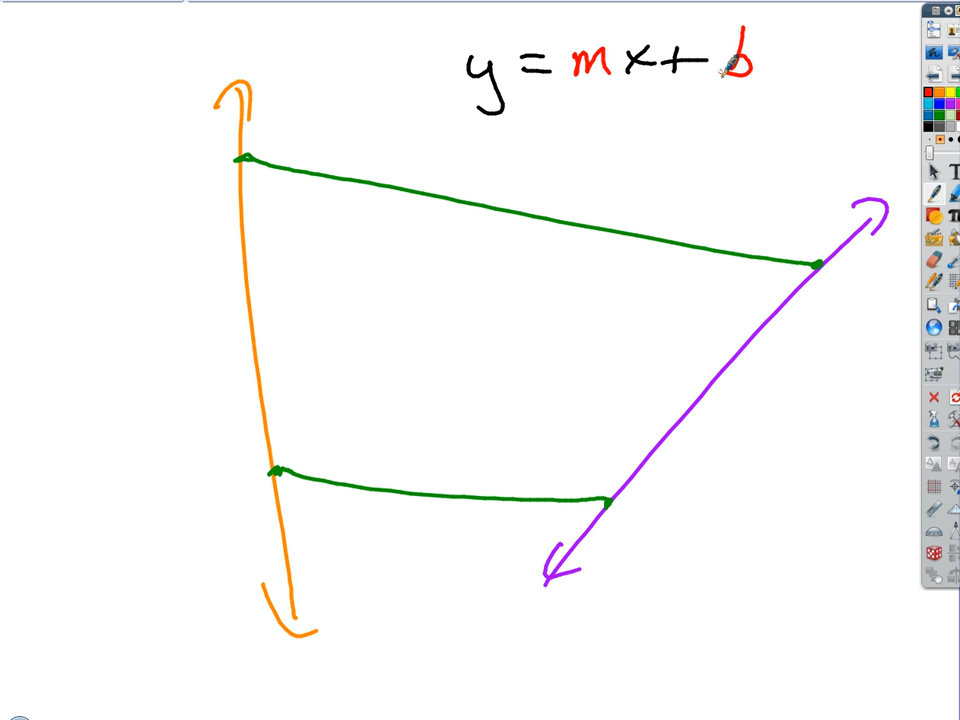 y = mx + b